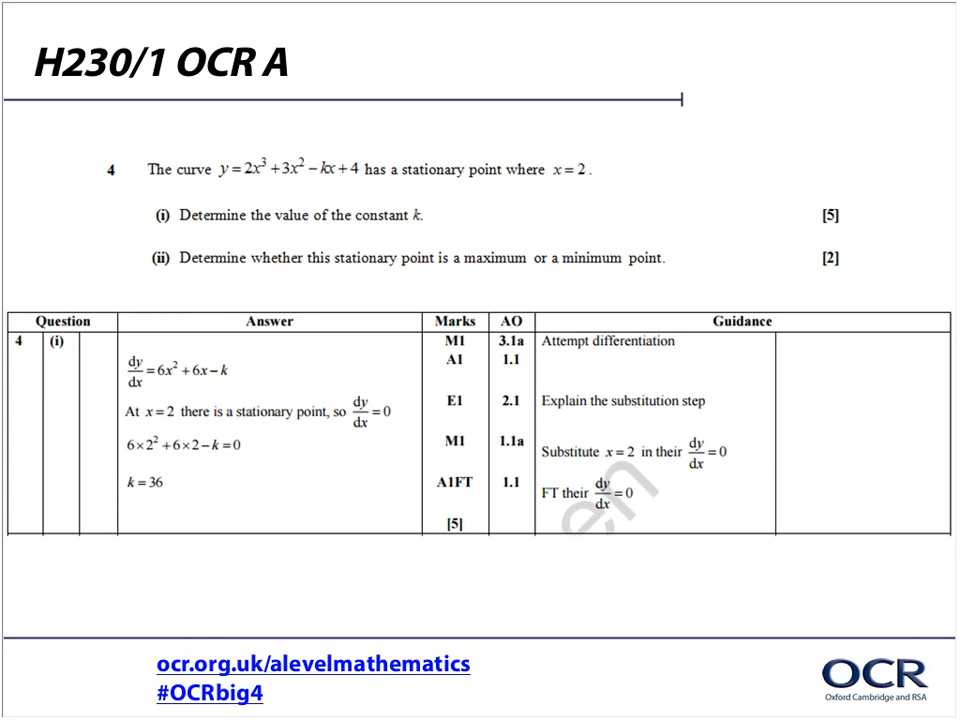 H230/1 OCR A
4 The curve y = 2x³ + 3x² − kx + 4 has a stationary point where x = 2 .
(i) Determine the value of the constant k. [5]
(ii) Determine whether this stationary point is a maximum or a minimum point. [2]
Question Answer Marks AO Guidance
4 (i) M1 3.1a Attempt differentiation
dy/dx = 6x² + 6x − k A1 1.1
At x = 2 there is a stationary point, so dy/dx = 0 E1 2.1 Explain the substitution step
6×2² + 6×2 − k = 0 M1 1.1a Substitute x = 2 in their dy/dx = 0
k = 36 A1FT 1.1 FT their dy/dx = 0
[5]
en
ocr.org.uk/alevelmathematics
#OCRbig4
OCR
Oxford Cambridge and RSA